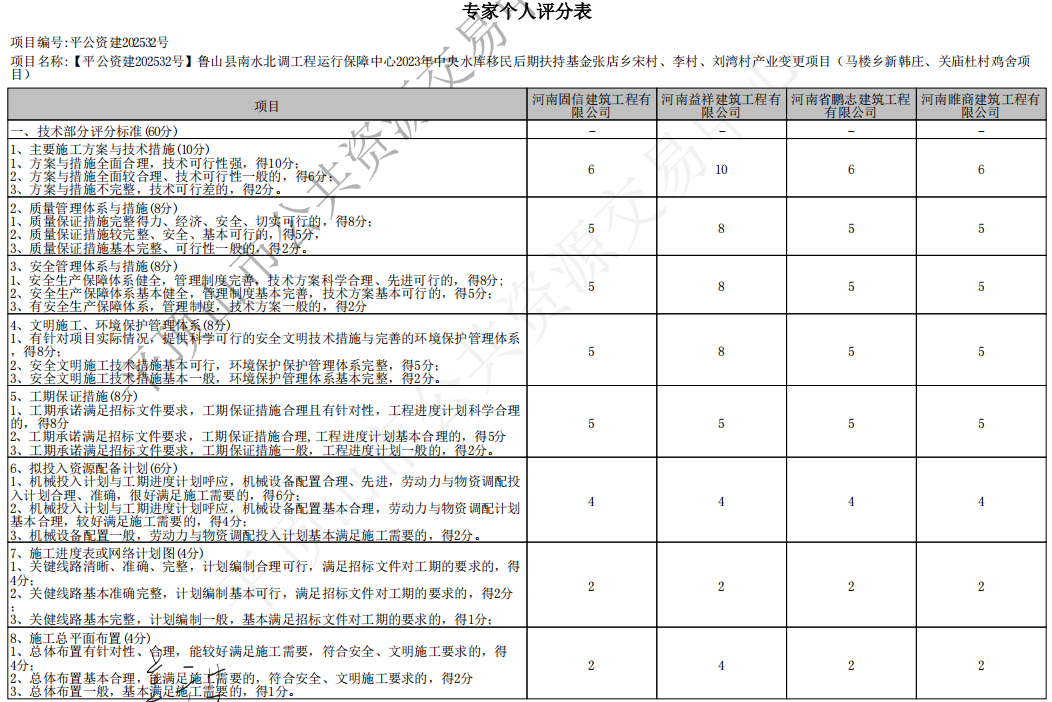 专家个人评分表
项目编号:平公资建202532号
项目名称:【平公资建202532号】鲁山县南水北调工程运行保障中心2023年中央水库移民后期扶持基金张店乡宋村、李村、刘湾村产业变更项目（马楼乡新韩庄、关庙杜村鸡舍项
目）
项目 河南固信建筑工程有 河南益祥建筑工程有 河南省鹏志建筑工程 河南睢商建筑工程有
限公司 限公司 有限公司 限公司
一、技术部分评分标准(60分) － － － －
1、主要施工方案与技术措施(10分)
1、方案与措施全面合理，技术可行性强，得10分；
2、方案与措施全面较合理、技术可行性一般的，得6分； 6 10 6 6
3、方案与措施不完整，技术可行差的，得2分。
2、质量管理体系与措施(8分)
1、质量保证措施完整得力、经济、安全、切实可行的，得8分；
2、质量保证措施较完整、安全、基本可行的，得5分， 5 8 5 5
3、质量保证措施基本完整、可行性一般的，得2分。
3、安全管理体系与措施(8分)
1、安全生产保障体系健全，管理制度完善，技术方案科学合理、先进可行的，得8分；
2、安全生产保障体系基本健全，管理制度基本完善，技术方案基本可行的，得5分； 5 8 5 5
3、有安全生产保障体系，管理制度，技术方案一般的，得2分
4、文明施工、环境保护管理体系(8分)
1、有针对项目实际情况，提供科学可行的安全文明技术措施与完善的环境保护管理体系
，得8分； 5 8 5 5
2、安全文明施工技术措施基本可行，环境保护保护管理体系完整，得5分；
3、安全文明施工技术措施基本一般，环境保护管理体系基本完整，得2分。
5、工期保证措施(8分)
1、工期承诺满足招标文件要求，工期保证措施合理且有针对性，工程进度计划科学合理
的，得8分 5 5 5 5
2、工期承诺满足招标文件要求，工期保证措施合理,工程进度计划基本合理的，得5分
3、工期承诺满足招标文件要求，工期保证措施一般，工程进度计划一般的，得2分。
6、拟投入资源配备计划(6分)
1、机械投入计划与工期进度计划呼应，机械设备配置合理、先进，劳动力与物资调配投
入计划合理、准确，很好满足施工需要的，得6分；
2、机械投入计划与工期进度计划呼应，机械设备配置基本合理，劳动力与物资调配计划 4 4 4 4
基本合理，较好满足施工需要的，得4分；
3、机械设备配置一般，劳动力与物资调配投入计划基本满足施工需要的，得2分。
7、施工进度表或网络计划图(4分)
1、关键线路清晰、准确、完整，计划编制合理可行，满足招标文件对工期的要求的，得
4分；
2、关健线路基本准确完整，计划编制基本可行，满足招标文件对工期的要求的，得2分 2 2 2 2
；
3、关健线路基本完整，计划编制一般，基本满足招标文件对工期的要求的，得1分；
8、施工总平面布置(4分)
1、总体布置有针对性、合理，能较好满足施工需要，符合安全、文明施工要求的，得
4分； 2 4 2 2
2、总体布置基本合理，能满足施工需要的，符合安全、文明施工要求的，得2分
3、总体布置一般，基本满足施工需要的，得1分。
平顶山市公共资源交易中心
平顶山市公共资源交易中心